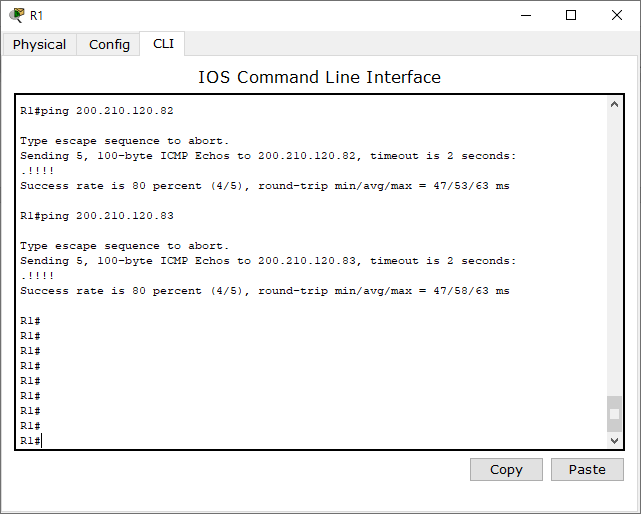 R1
Physical Config CLI
IOS Command Line Interface
R1#ping 200.210.120.82
Type escape sequence to abort.
Sending 5, 100-byte ICMP Echos to 200.210.120.82, timeout is 2 seconds:
.!!!!
Success rate is 80 percent (4/5), round-trip min/avg/max = 47/53/63 ms
R1#ping 200.210.120.83
Type escape sequence to abort.
Sending 5, 100-byte ICMP Echos to 200.210.120.83, timeout is 2 seconds:
.!!!!
Success rate is 80 percent (4/5), round-trip min/avg/max = 47/58/63 ms
R1#
R1#
R1#
R1#
R1#
R1#
R1#
R1#
R1#
Copy Paste